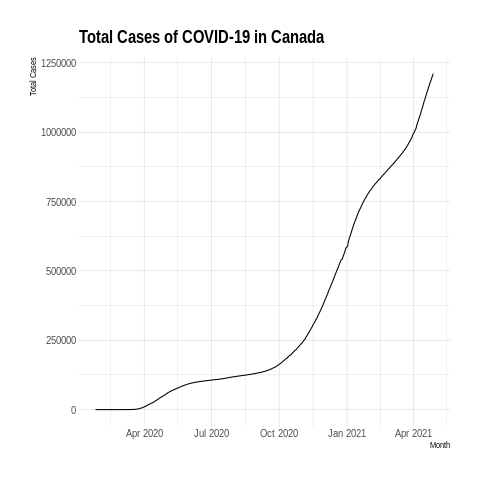 Total Cases of COVID-19 in Canada
Total Cases
1250000
1000000
750000
500000
250000
0
Apr 2020
Jul 2020
Oct 2020
Jan 2021
Apr 2021
Month